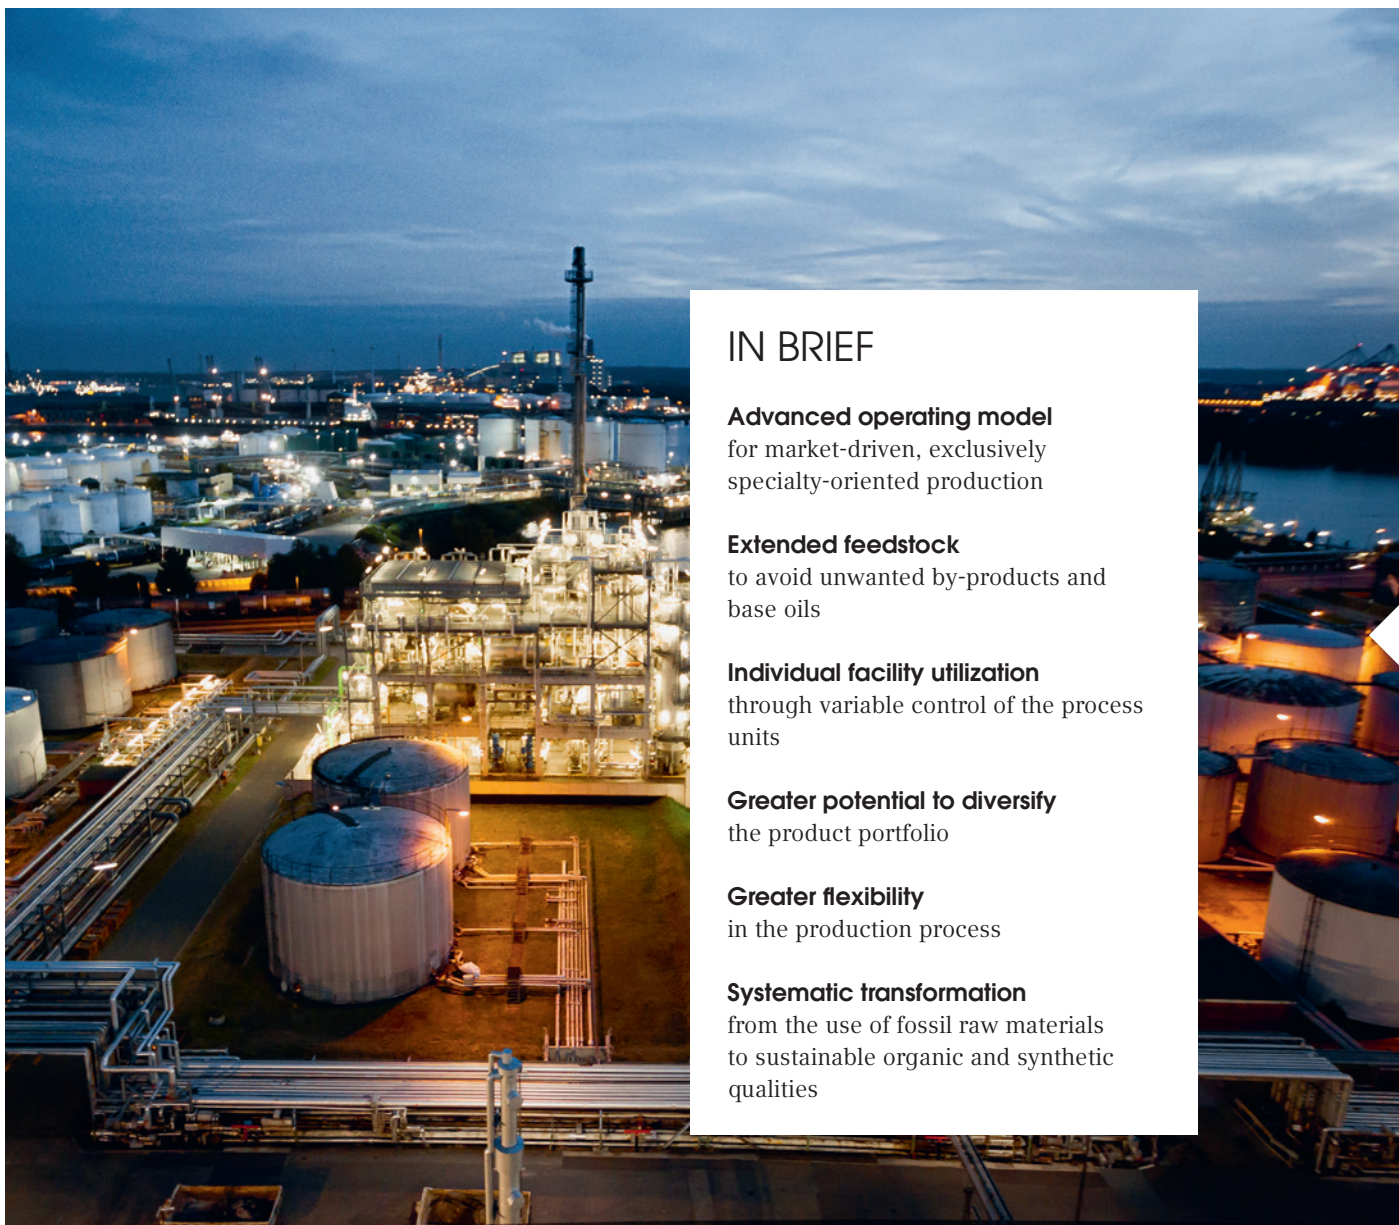 IN BRIEF
Advanced operating model
for market-driven, exclusively
specialty-oriented production
Extended feedstock
to avoid unwanted by-products and
base oils
Individual facility utilization
through variable control of the process
units
Greater potential to diversify
the product portfolio
Greater flexibility
in the production process
Systematic transformation
from the use of fossil raw materials
to sustainable organic and synthetic
qualities